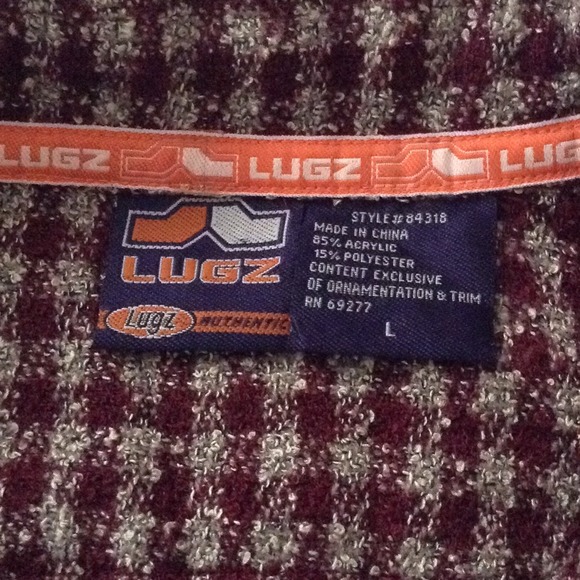 LUGZ LUGZ LUG
STYLE# 84318
MADE IN CHINA
85% ACRYLIC
15% POLYESTER
CONTENT EXCLUSIVE
OF ORNAMENTATION & TRIM
RN 69277
L
LUGZ
Lugz AUTHENTIC